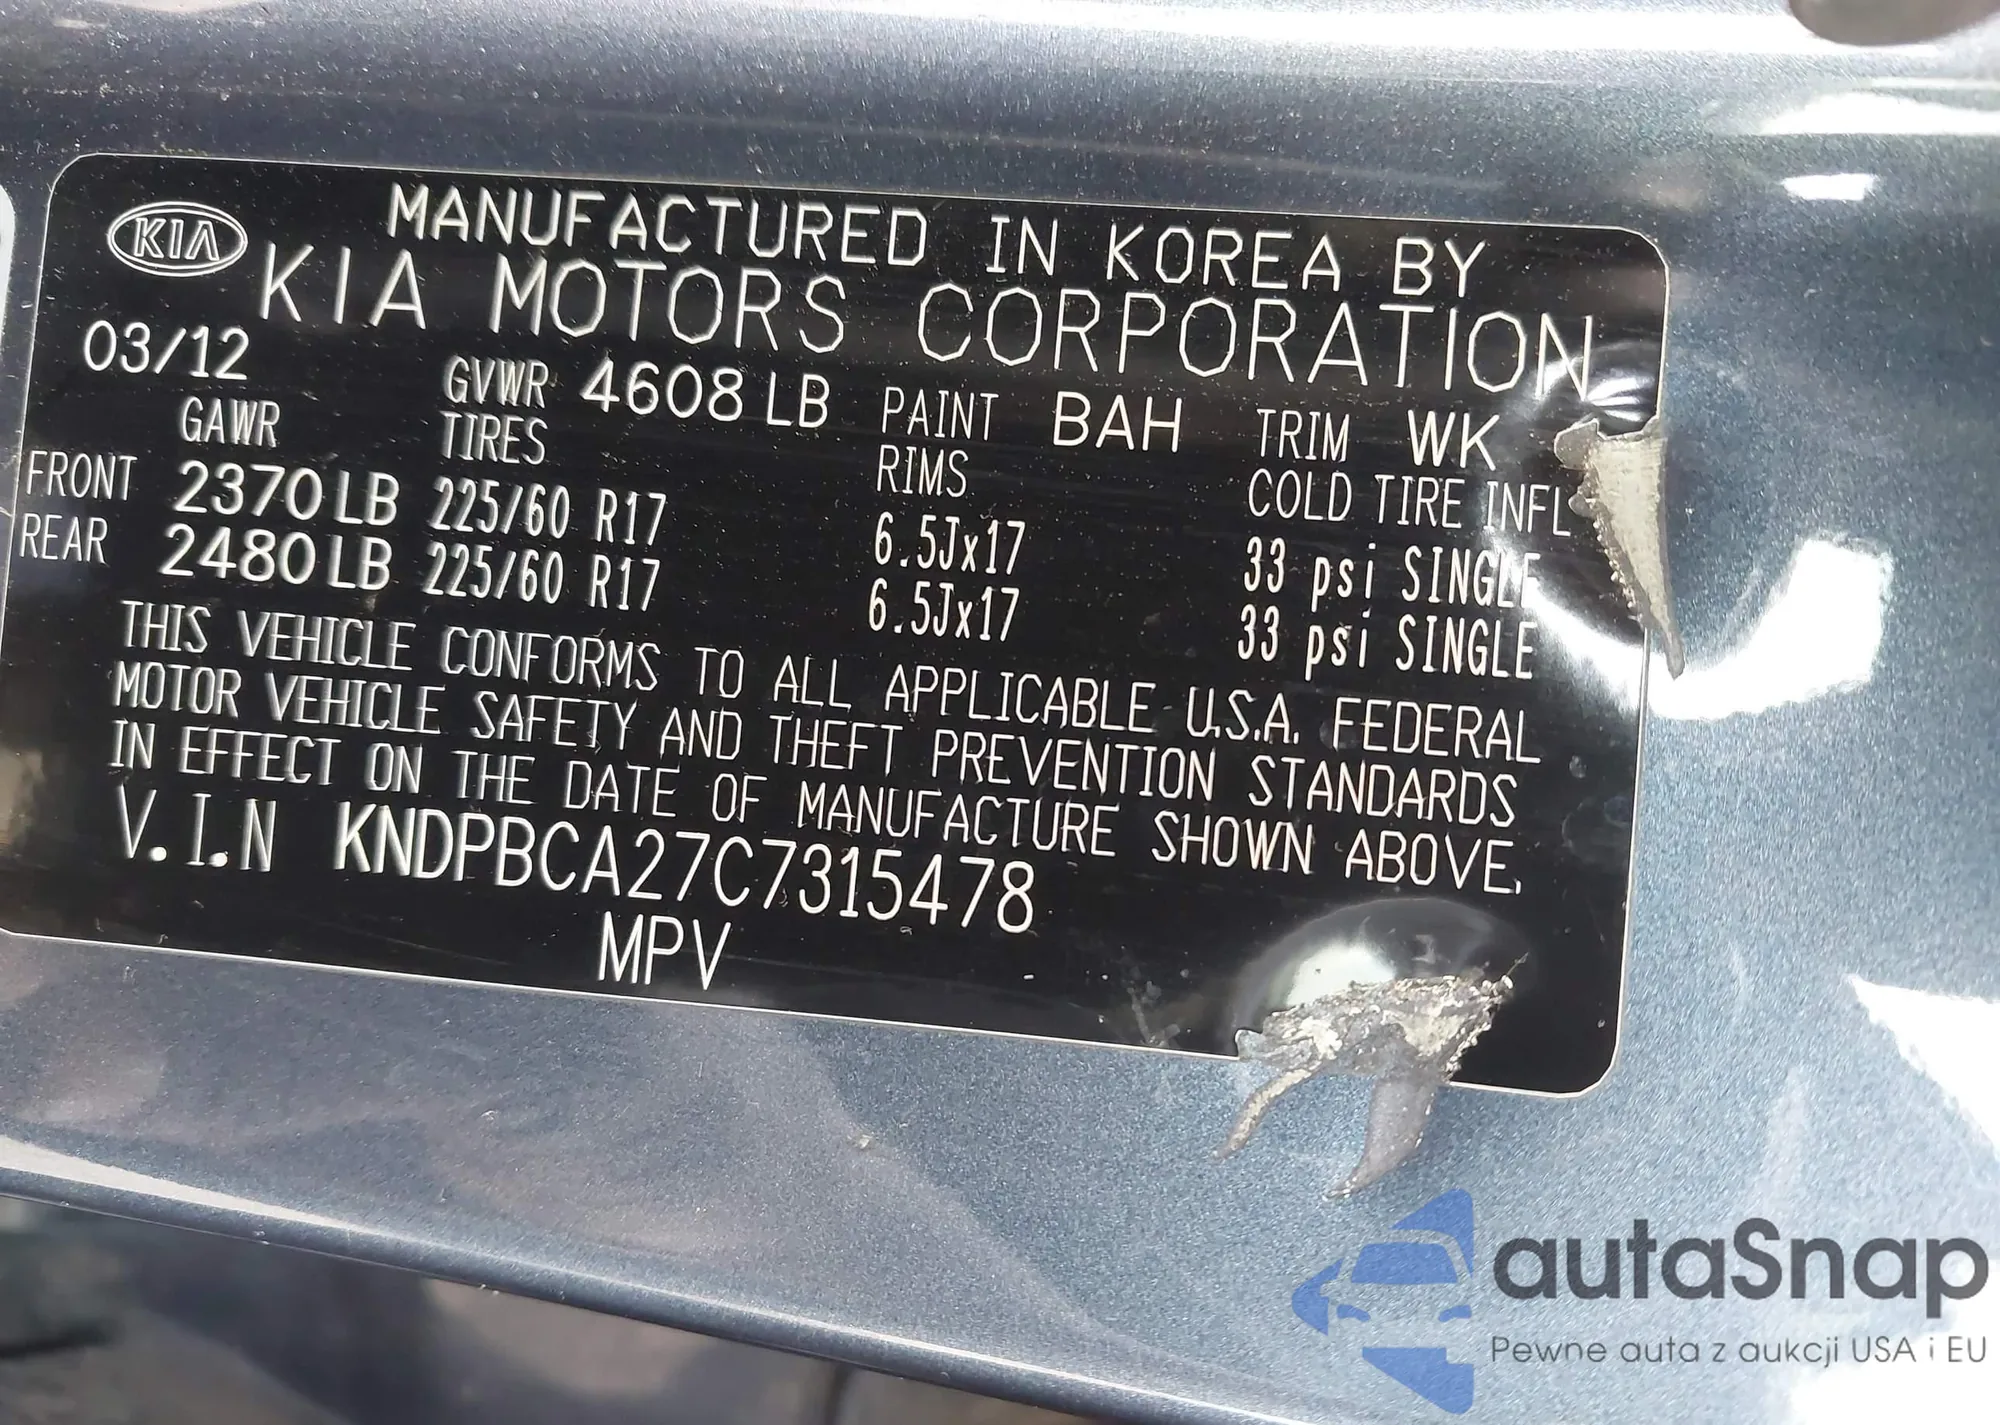 KIA
MANUFACTURED IN KOREA BY
KIA MOTORS CORPORATION
03/12 GVWR 4608 LB PAINT BAH TRIM WK
GAWR TIRES RIMS COLD TIRE INFL
FRONT 2370 LB 225/60 R17 6.5Jx17 33 psi SINGLE
REAR 2480 LB 225/60 R17 6.5Jx17 33 psi SINGLE
THIS VEHICLE CONFORMS TO ALL APPLICABLE U.S.A. FEDERAL
MOTOR VEHICLE SAFETY AND THEFT PREVENTION STANDARDS
IN EFFECT ON THE DATE OF MANUFACTURE SHOWN ABOVE.
V.I.N KNDPBCA27C7315478
MPV
autaSnap
Pewne auta z aukcji USA i EU